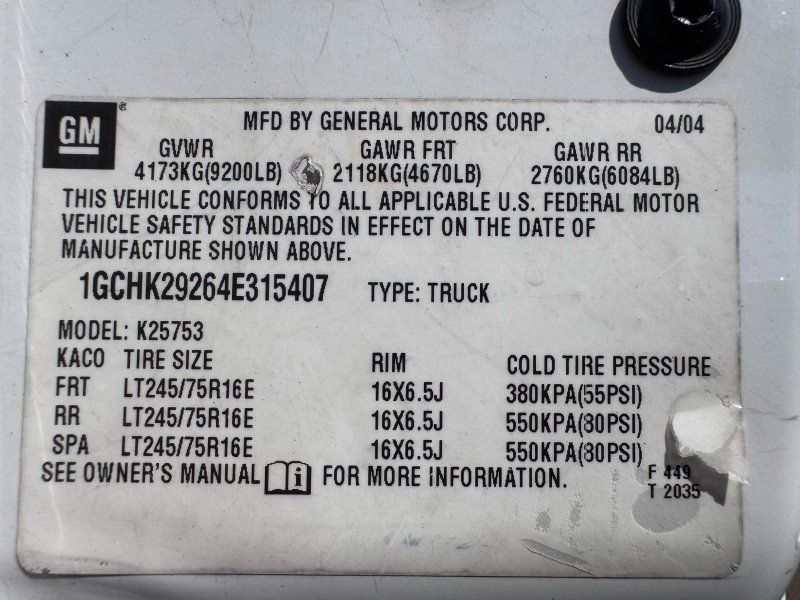 GM ®
MFD BY GENERAL MOTORS CORP. 04/04
GVWR GAWR FRT GAWR RR
4173KG(9200LB) 2118KG(4670LB) 2760KG(6084LB)
THIS VEHICLE CONFORMS TO ALL APPLICABLE U.S. FEDERAL MOTOR
VEHICLE SAFETY STANDARDS IN EFFECT ON THE DATE OF
MANUFACTURE SHOWN ABOVE.
1GCHK29264E315407 TYPE: TRUCK
MODEL: K25753
KACO TIRE SIZE RIM COLD TIRE PRESSURE
FRT LT245/75R16E 16X6.5J 380KPA(55PSI)
RR LT245/75R16E 16X6.5J 550KPA(80PSI)
SPA LT245/75R16E 16X6.5J 550KPA(80PSI)
SEE OWNER'S MANUAL i FOR MORE INFORMATION.
F 449
T 2035